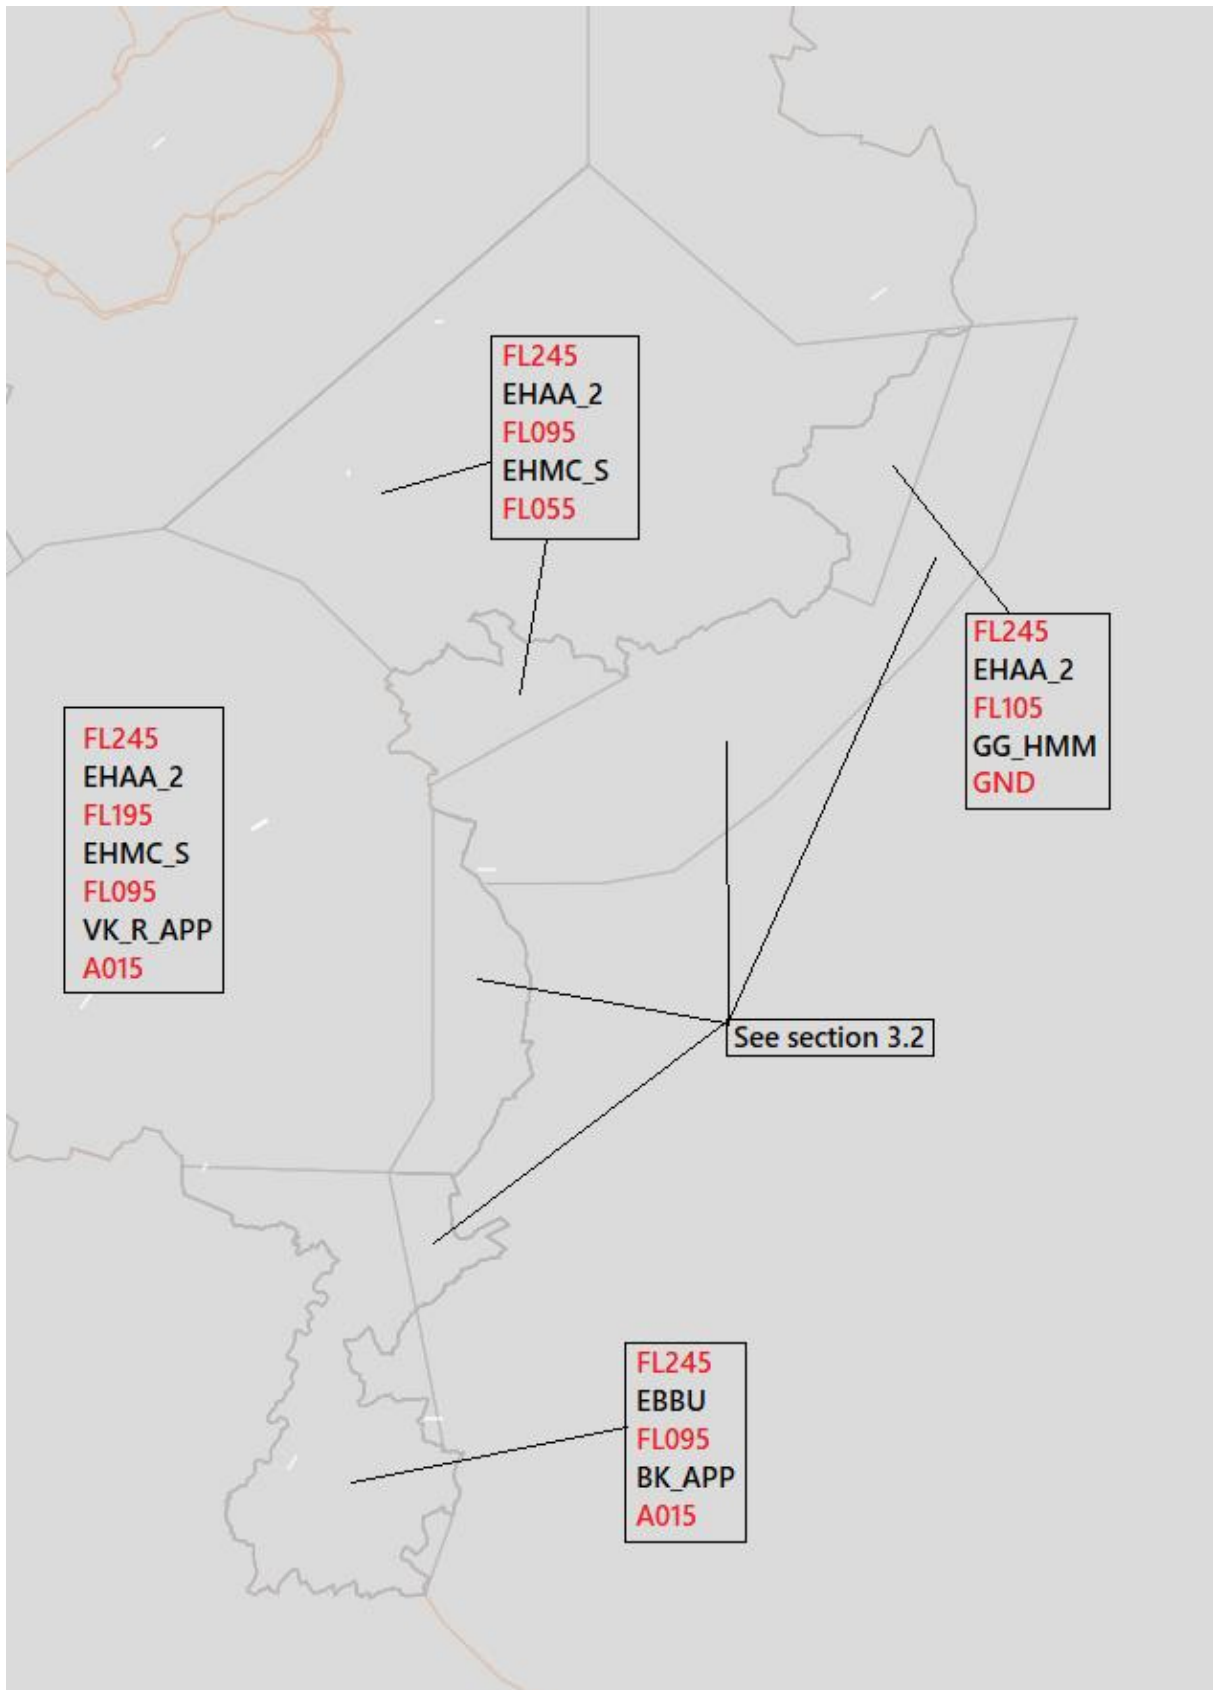 FL245
EHAA_2
FL095
EHMC_S
FL055
FL245
EHAA_2
FL105
GG_HMM
GND
FL245
EHAA_2
FL195
EHMC_S
FL095
VK_R_APP
A015
See section 3.2
FL245
EBBU
FL095
BK_APP
A015